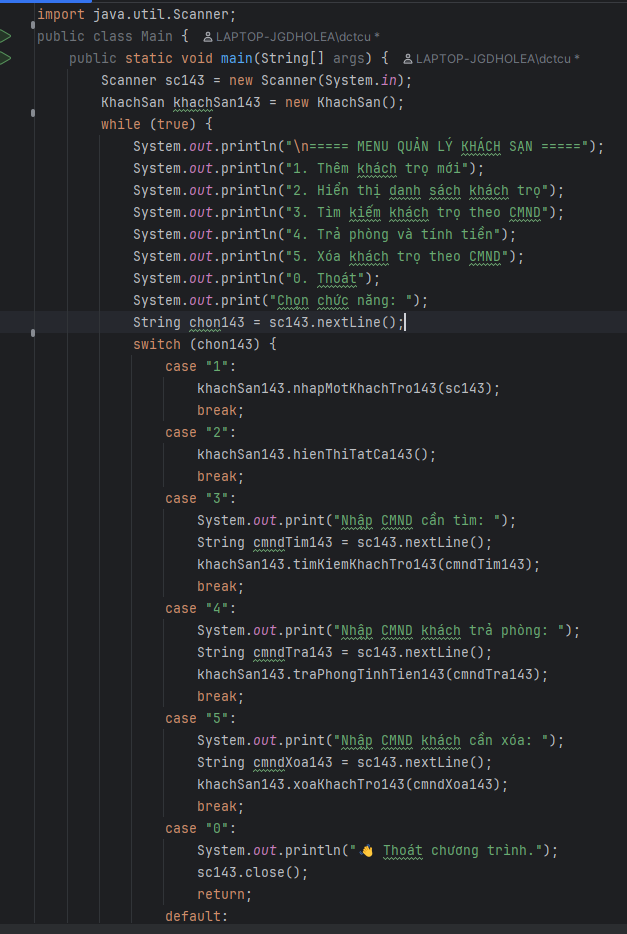 import java.util.Scanner;
public class Main { LAPTOP-JGDHOLEA\dctcu *
public static void main(String[] args) { LAPTOP-JGDHOLEA\dctcu *
Scanner sc143 = new Scanner(System.in);
KhachSan khachSan143 = new KhachSan();
while (true) {
System.out.println("\n===== MENU QUẢN LÝ KHÁCH SẠN =====");
System.out.println("1. Thêm khách trọ mới");
System.out.println("2. Hiển thị danh sách khách trọ");
System.out.println("3. Tìm kiếm khách trọ theo CMND");
System.out.println("4. Trả phòng và tính tiền");
System.out.println("5. Xóa khách trọ theo CMND");
System.out.println("0. Thoát");
System.out.print("Chọn chức năng: ");
String chon143 = sc143.nextLine();
switch (chon143) {
case "1":
khachSan143.nhapMotKhachTro143(sc143);
break;
case "2":
khachSan143.hienThiTatCa143();
break;
case "3":
System.out.print("Nhập CMND cần tìm: ");
String cmndTim143 = sc143.nextLine();
khachSan143.timKiemKhachTro143(cmndTim143);
break;
case "4":
System.out.print("Nhập CMND khách trả phòng: ");
String cmndTra143 = sc143.nextLine();
khachSan143.traPhongTinhTien143(cmndTra143);
break;
case "5":
System.out.print("Nhập CMND khách cần xóa: ");
String cmndXoa143 = sc143.nextLine();
khachSan143.xoaKhachTro143(cmndXoa143);
break;
case "0":
System.out.println("👋 Thoát chương trình.");
sc143.close();
return;
default: